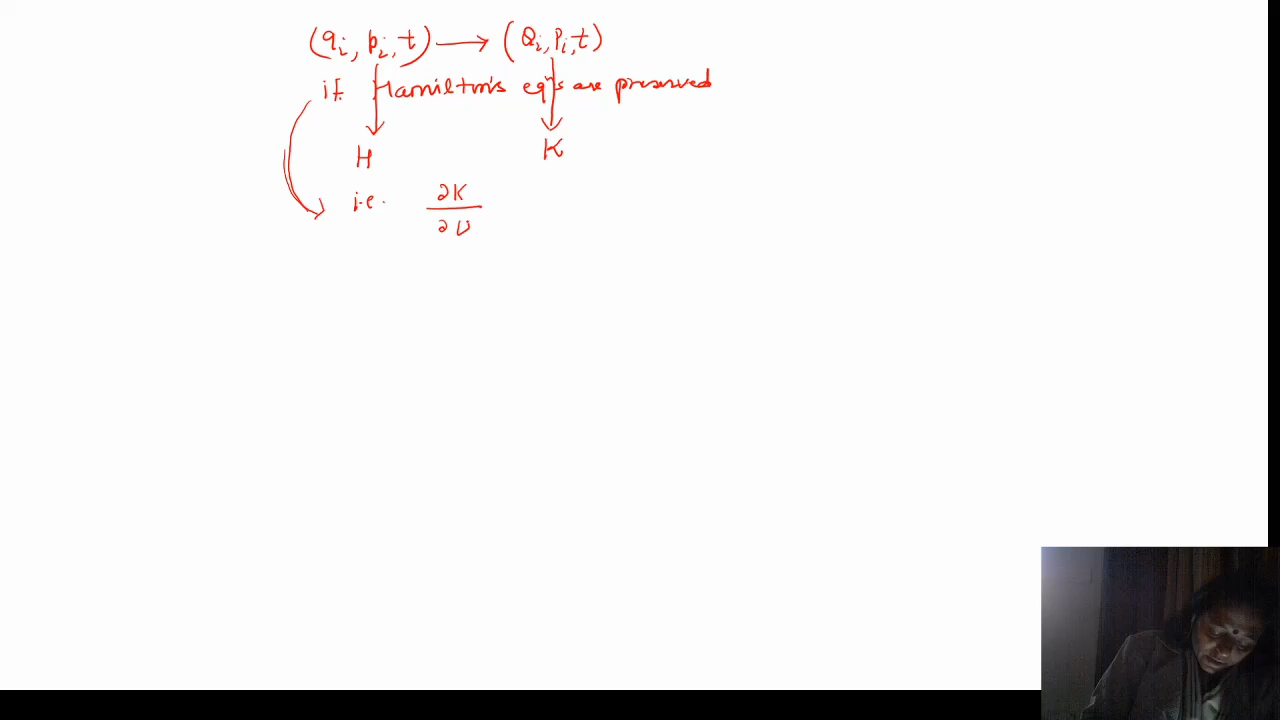 (qi, pi, t) → (Qi, Pi, t)
if Hamilton's eqⁿs are preserved
H K
i.e. ∂K
∂